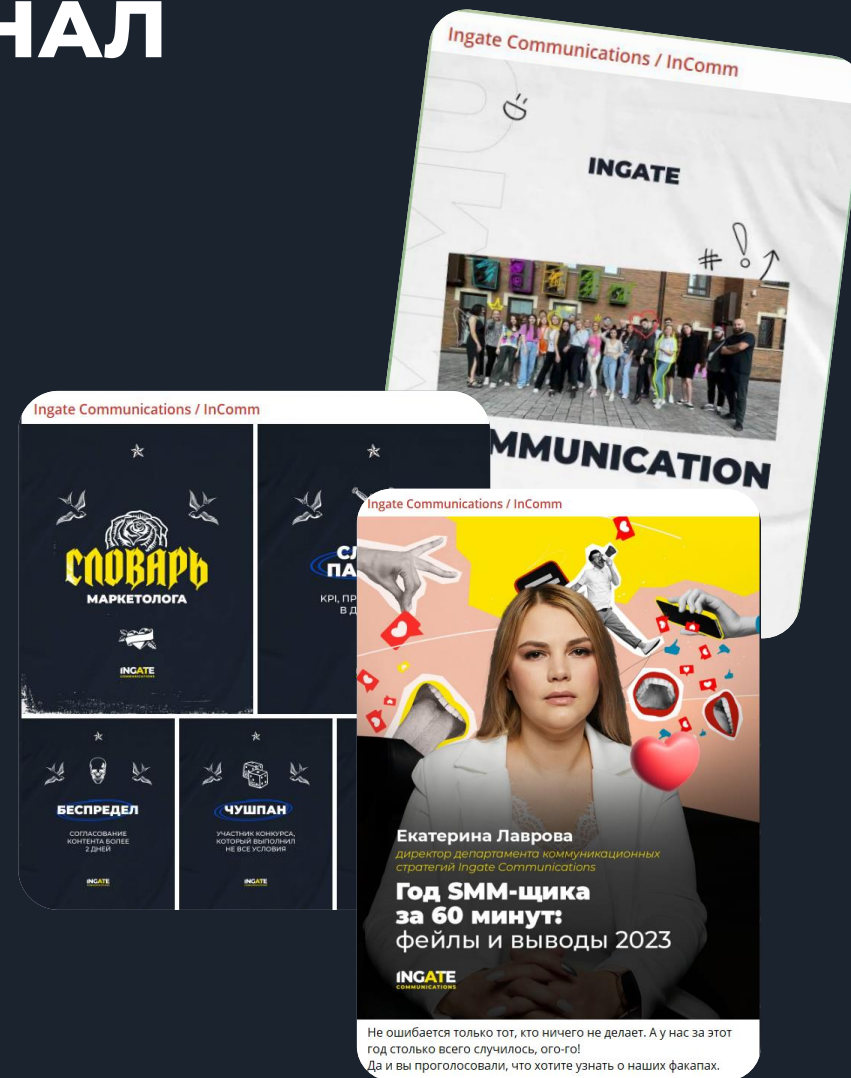 НАЛ
Ingate Communications / InComm
INGATE
#
MMUNICATION
Ingate Communications / InComm
СЛОВАРЬ
МАРКЕТОЛОГА
INGATE
COMMUNICATIONS
KPI, ПР
БЕСПРЕДЕЛ
СОГЛАСОВАНИЕ
КОНТЕНТА БОЛЕЕ
2 ДНЕЙ
INGATE
ЧУШПАН
УЧАСТНИК КОНКУРСА,
КОТОРЫЙ ВЫПОЛНИЛ
НЕ ВСЕ УСЛОВИЯ
INGATE
Ingate Communications / InComm
Екатерина Лаврова
директор департамента коммуникационных
стратегий Ingate Communications
Год SMM-щика
за 60 минут:
фейлы и выводы 2023
INGATE
COMMUNICATIONS
Не ошибается только тот, кто ничего не делает. А у нас за этот
год столько всего случилось, ого-го!
Да и вы проголосовали, что хотите узнать о наших факапах.